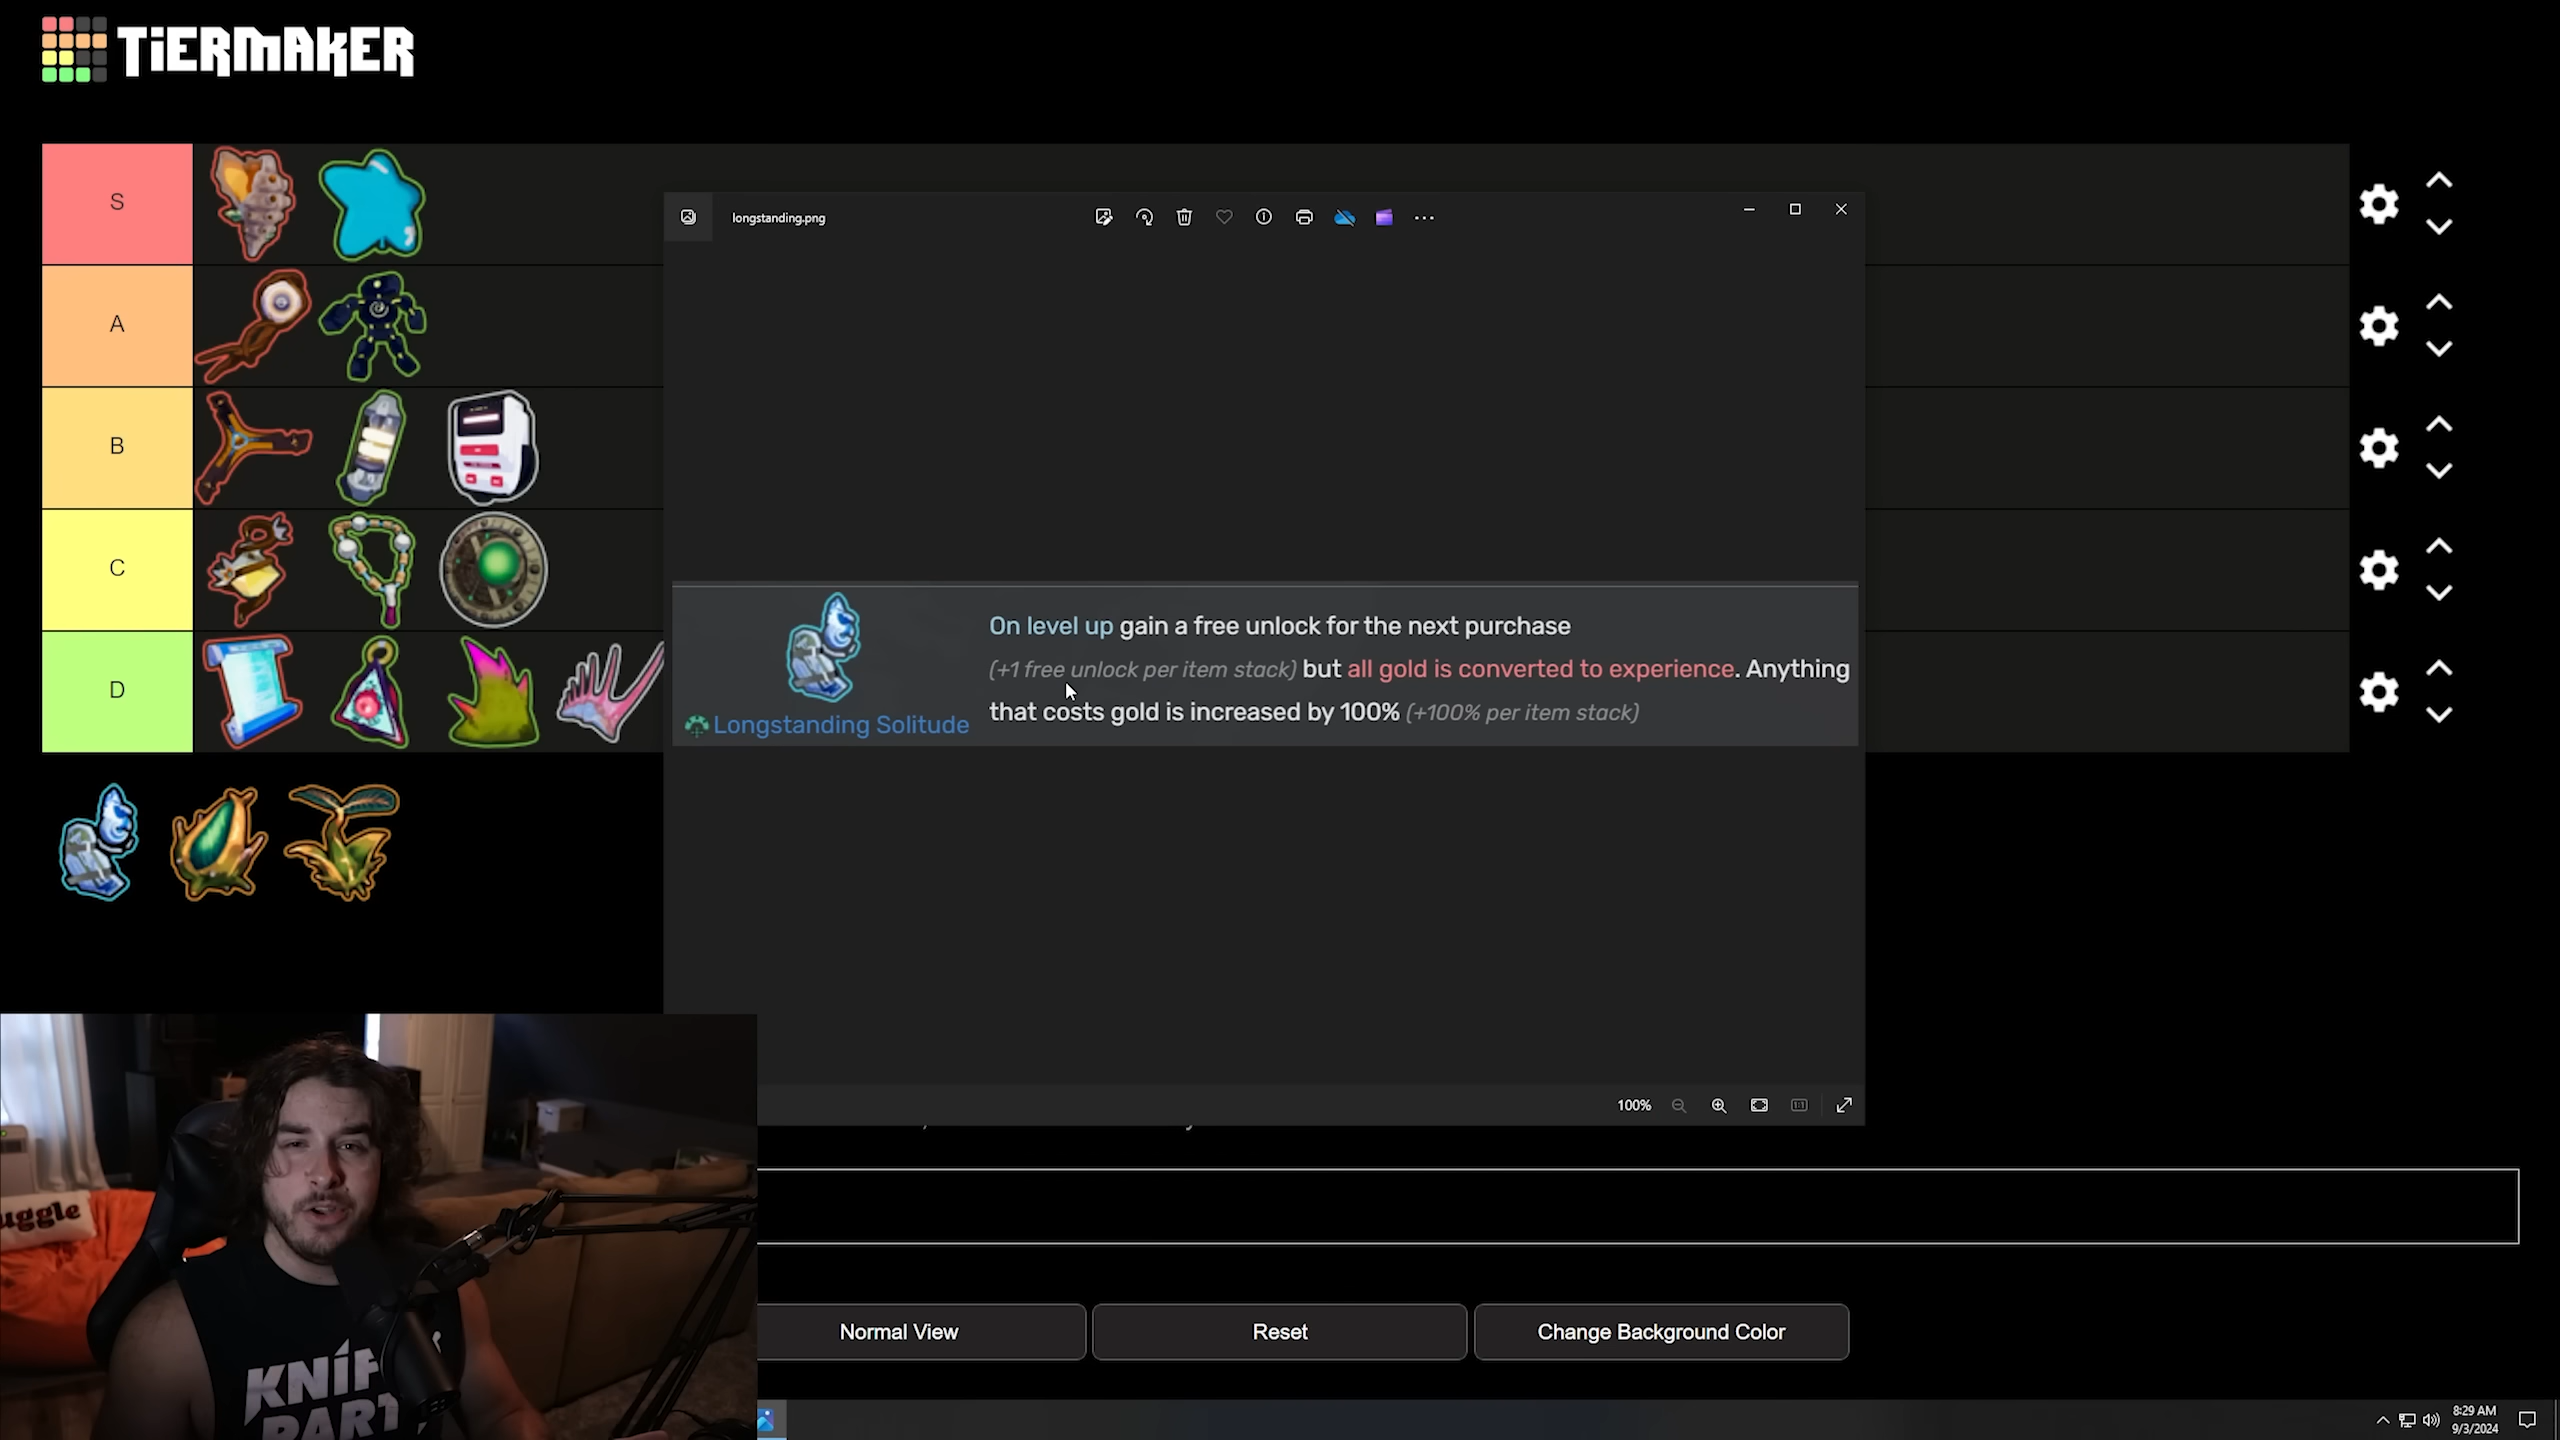 TiERMAKER
S
A
B
C
D
longstanding.png
On level up gain a free unlock for the next purchase
(+1 free unlock per item stack) but all gold is converted to experience. Anything
that costs gold is increased by 100% (+100% per item stack)
Longstanding Solitude
100%
uggle
KNIF
PART
Normal View
Reset
Change Background Color
8:29 AM
9/3/2024